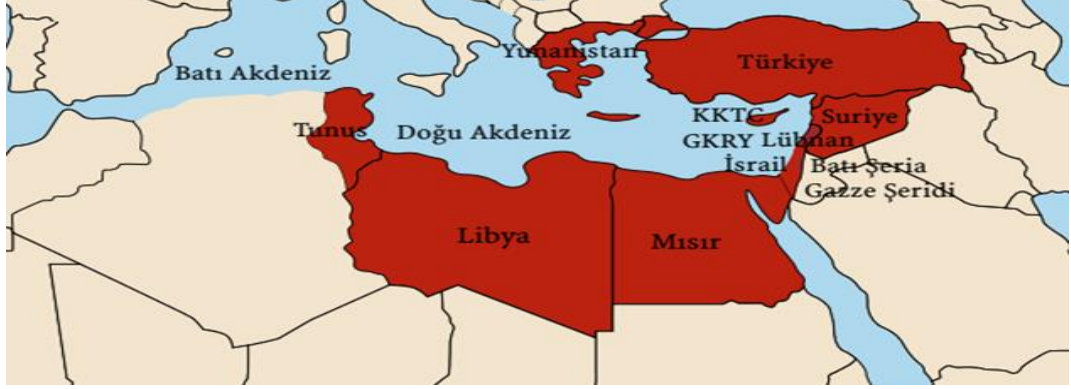 Yunanistan
Türkiye
Batı Akdeniz
KKTC
Suriye
Tunus
Doğu Akdeniz
GKRY Lübnan
İsrail
Batı Şeria
Gazze Şeridi
Libya
Mısır